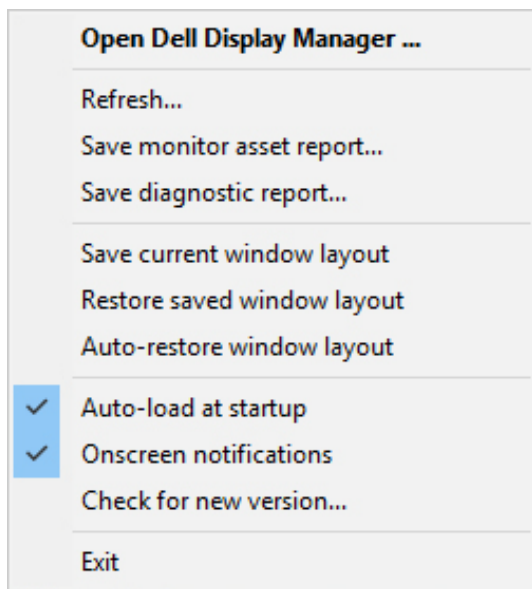 Open Dell Display Manager ...
Refresh...
Save monitor asset report...
Save diagnostic report...
Save current window layout
Restore saved window layout
Auto-restore window layout
Auto-load at startup
Onscreen notifications
Check for new version...
Exit